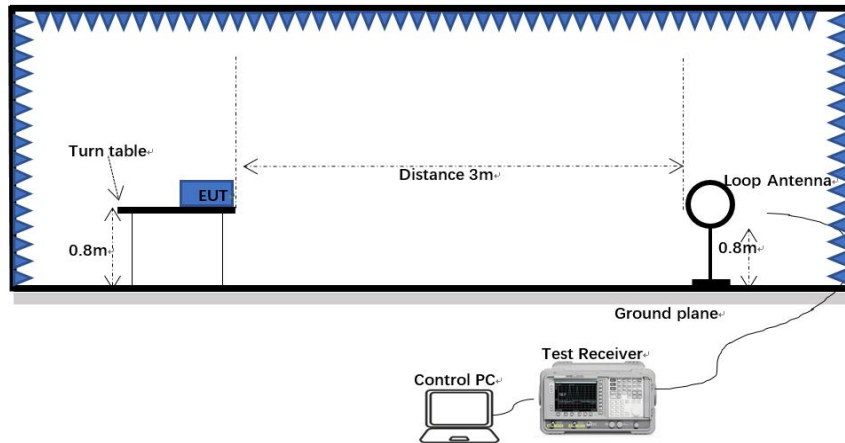 Turn table
EUT
Distance 3m
Loop Antenna
0.8m
0.8m
Ground plane
Test Receiver
Control PC